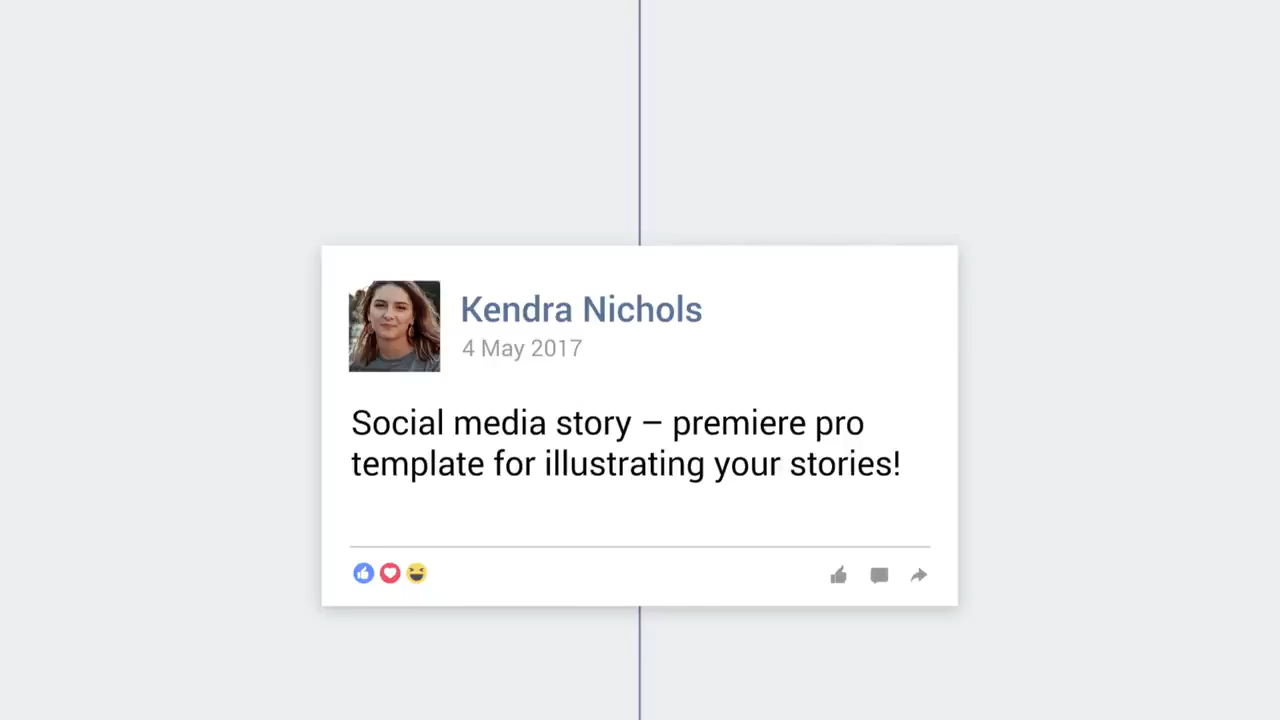 Kendra Nichols
4 May 2017
Social media story – premiere pro
template for illustrating your stories!